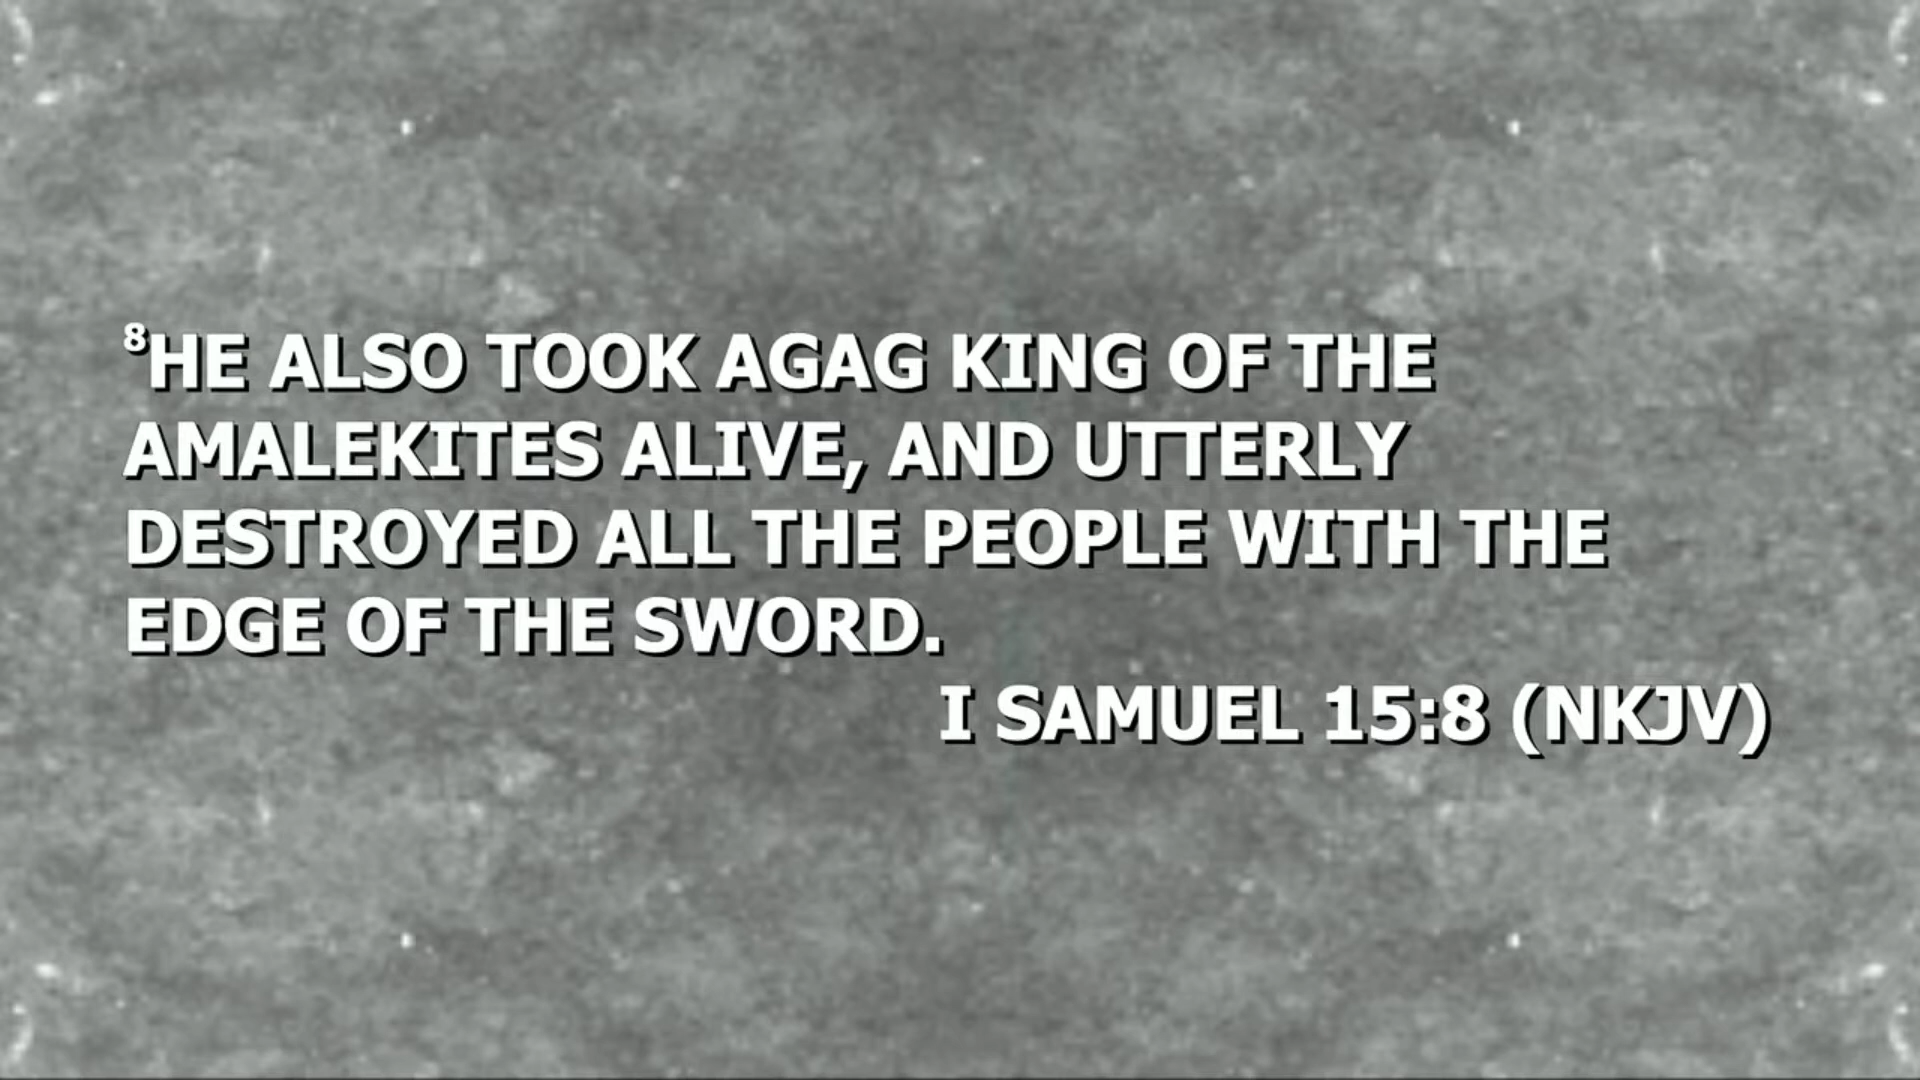 ⁸HE ALSO TOOK AGAG KING OF THE
AMALEKITES ALIVE, AND UTTERLY
DESTROYED ALL THE PEOPLE WITH THE
EDGE OF THE SWORD.
I SAMUEL 15:8 (NKJV)